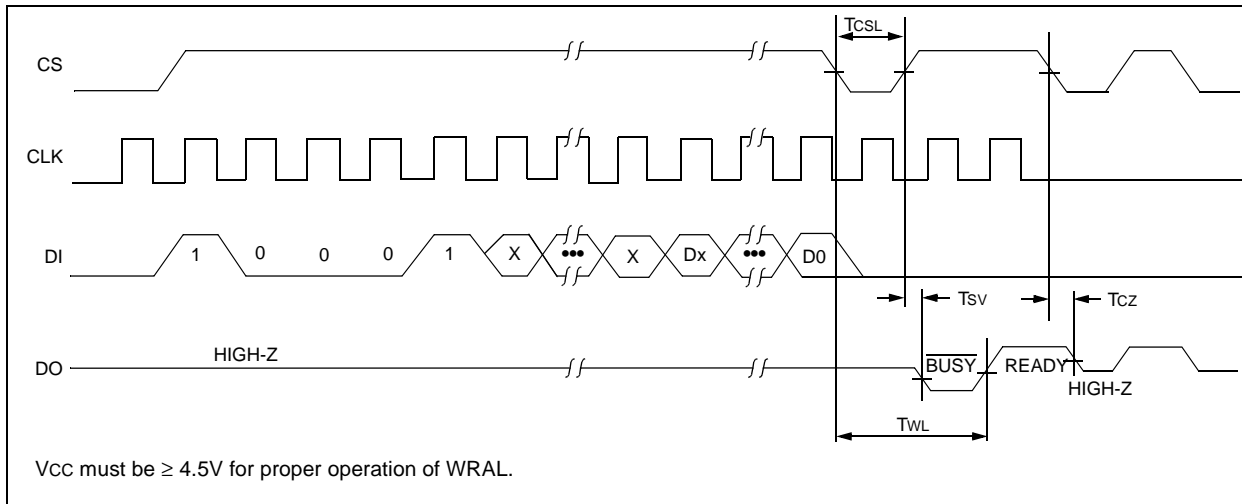 TCSL
CS
CLK
DI 1 0 0 0 1 X ••• X Dx ••• D0
TSV TCZ
DO HIGH-Z BUSY READY HIGH-Z
TWL
VCC must be ≥ 4.5V for proper operation of WRAL.